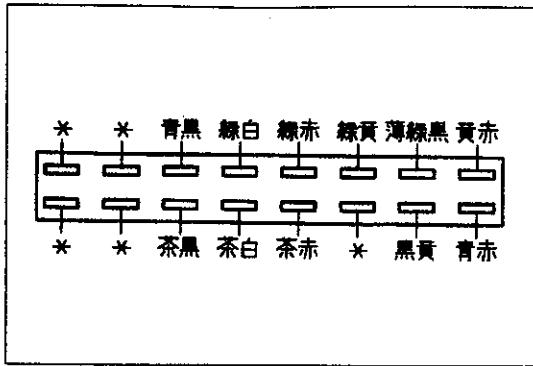 * * 青黒 緑白 緑赤 緑黄 薄緑黒 黄赤
* * 茶黒 茶白 茶赤 * 黒黄 青赤